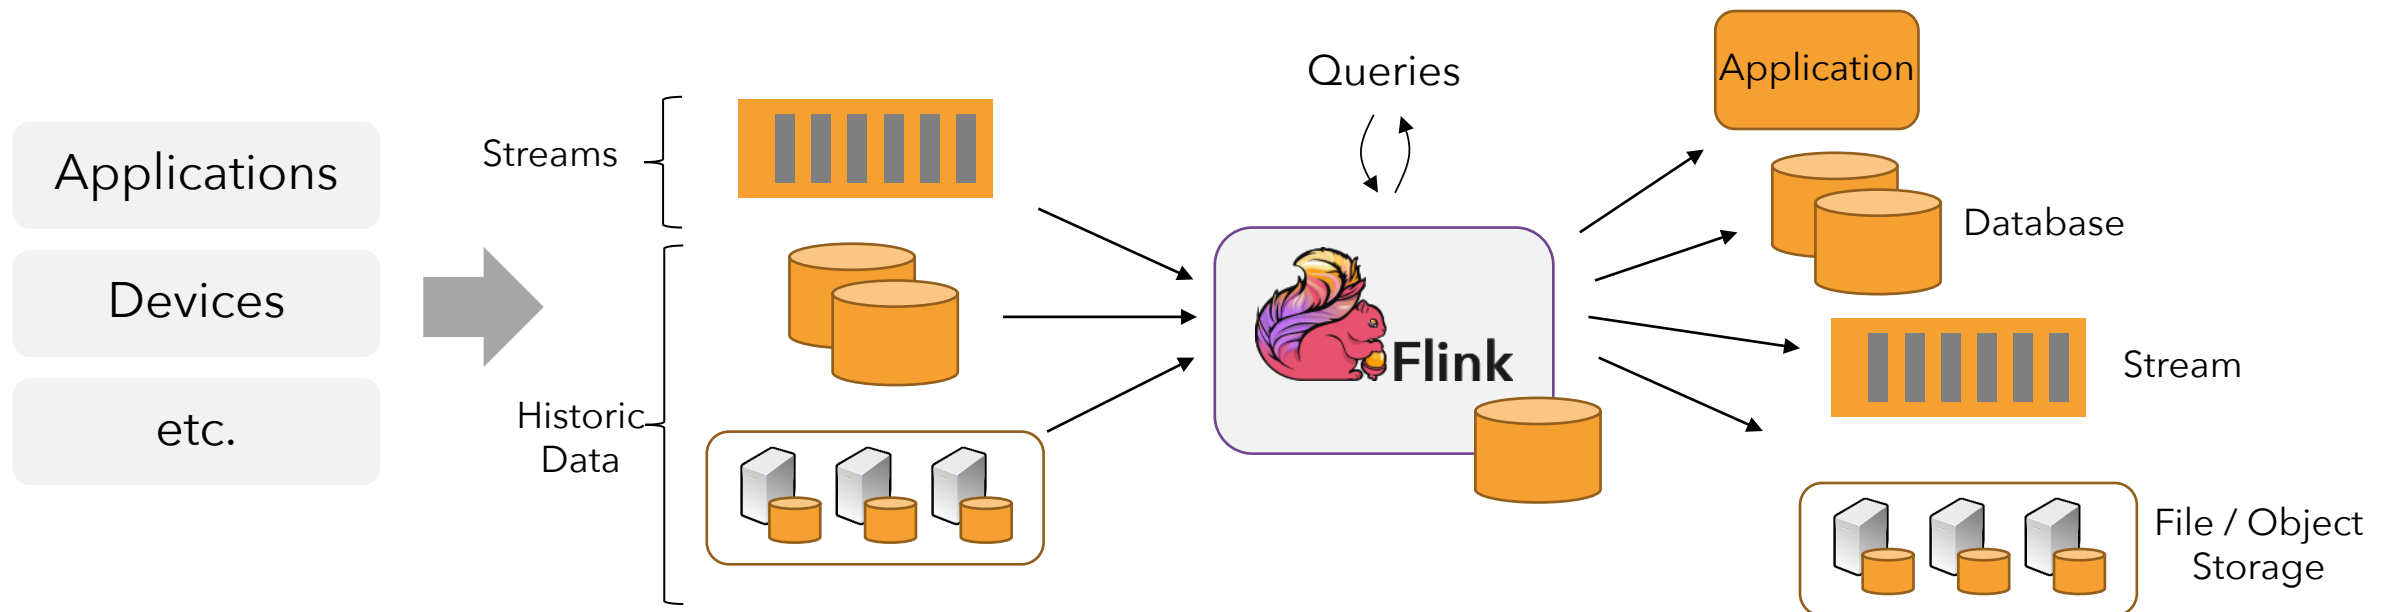 Applications
Devices
etc.
Streams
Historic
Data
Queries
Flink
Application
Database
Stream
File / Object
Storage